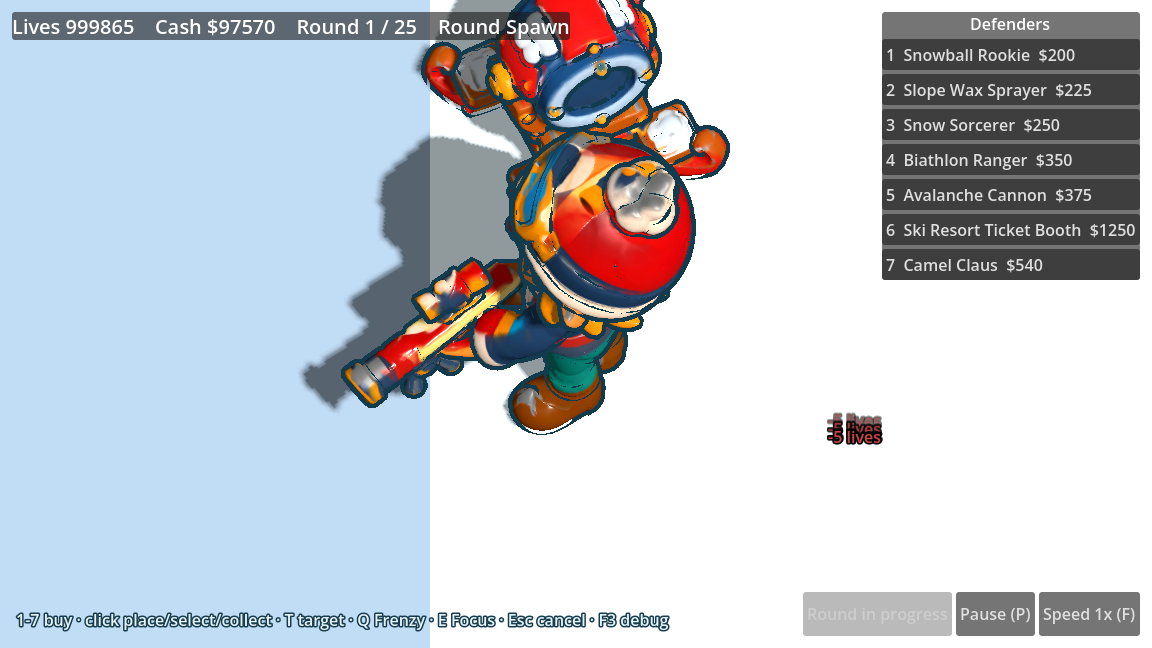 Lives 999865 Cash $97570 Round 1 / 25 Round Spawn
Defenders
1 Snowball Rookie $200
2 Slope Wax Sprayer $225
3 Snow Sorcerer $250
4 Biathlon Ranger $350
5 Avalanche Cannon $375
6 Ski Resort Ticket Booth $1250
7 Camel Claus $540
-5 lives
1-7 buy · click place/select/collect · T target · Q Frenzy · E Focus · Esc cancel · F3 debug
Round in progress
Pause (P)
Speed 1x (F)